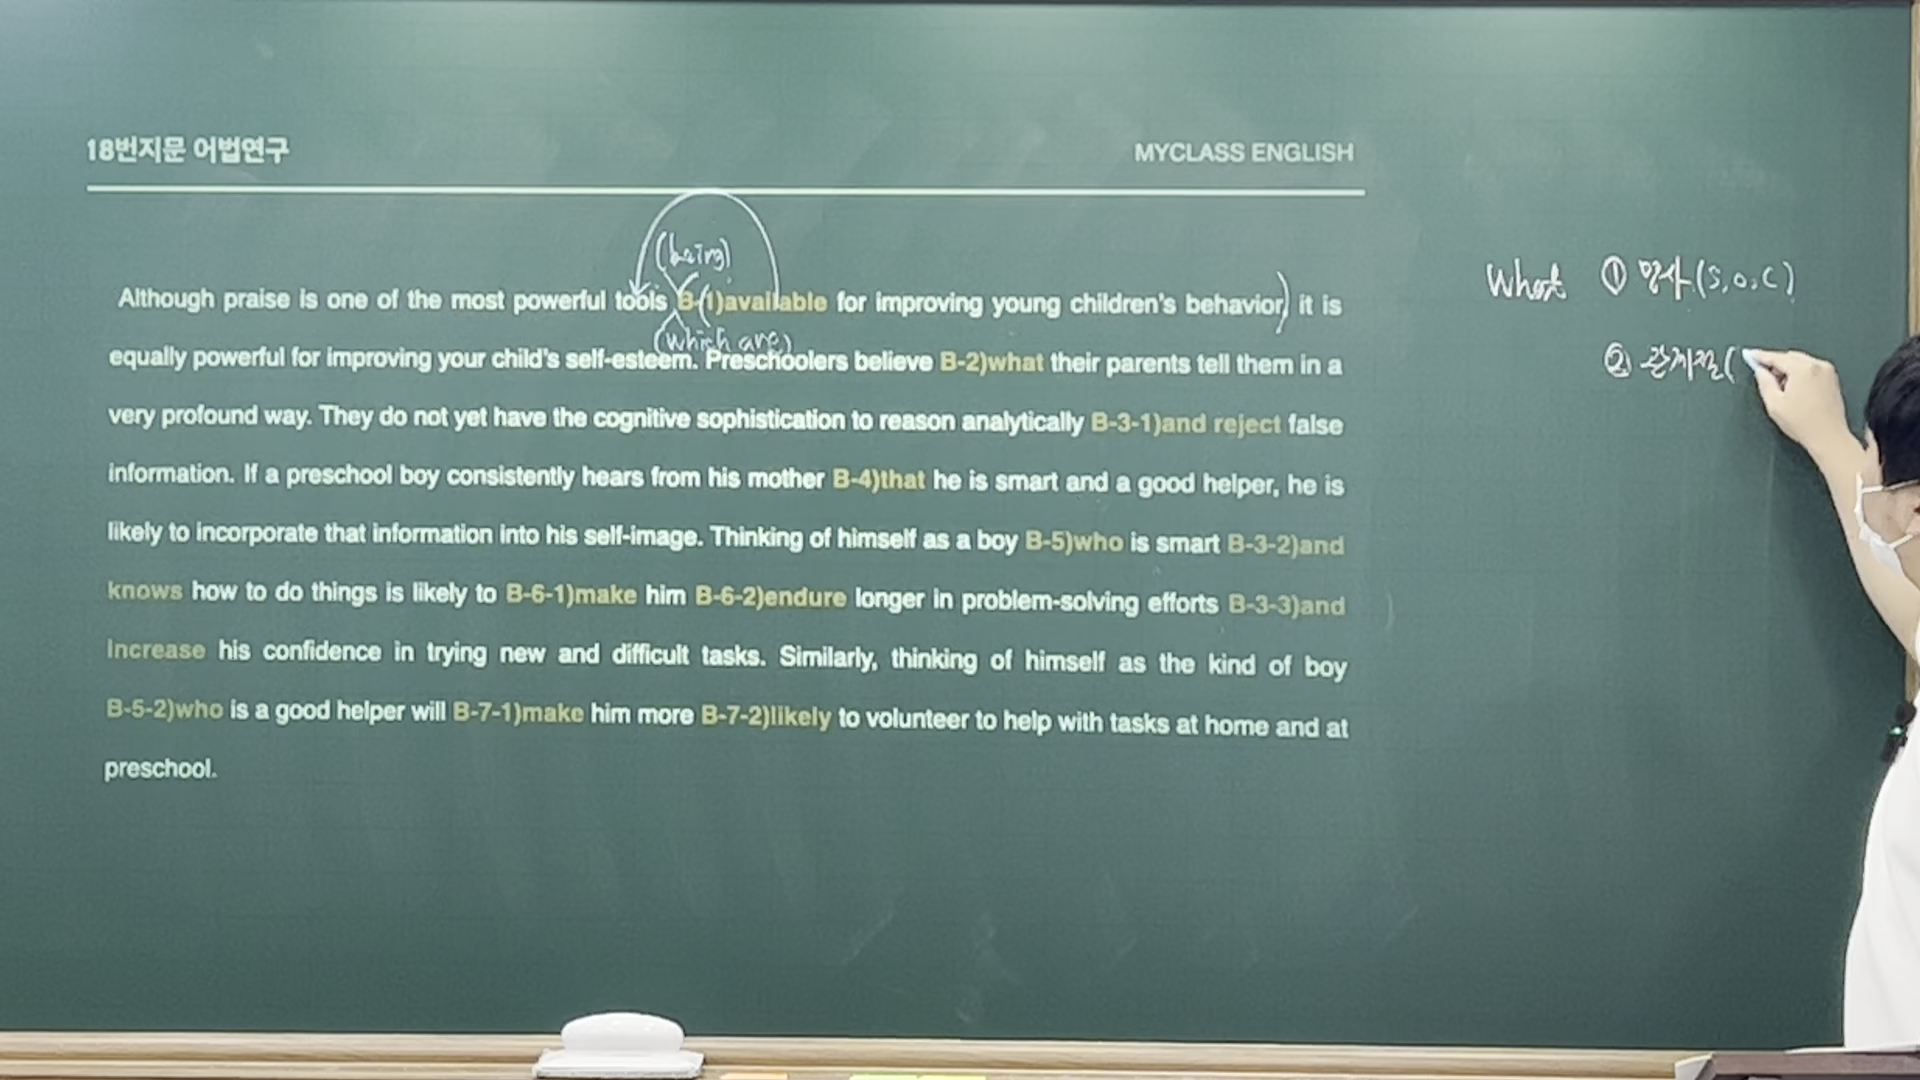 18번지문 어법연구
MYCLASS ENGLISH
(being)
Although praise is one of the most powerful tools B-(1)available for improving young children's behavior) it is
(which are)
equally powerful for improving your child's self-esteem. Preschoolers believe B-2)what their parents tell them in a
very profound way. They do not yet have the cognitive sophistication to reason analytically B-3-1)and reject false
information. If a preschool boy consistently hears from his mother B-4)that he is smart and a good helper, he is
likely to incorporate that information into his self-image. Thinking of himself as a boy B-5)who is smart B-3-2)and
knows how to do things is likely to B-6-1)make him B-6-2)endure longer in problem-solving efforts B-3-3)and
increase his confidence in trying new and difficult tasks. Similarly, thinking of himself as the kind of boy
B-5-2)who is a good helper will B-7-1)make him more B-7-2)likely to volunteer to help with tasks at home and at
preschool.
What ① 명사(S,O,C)
② 관계절(